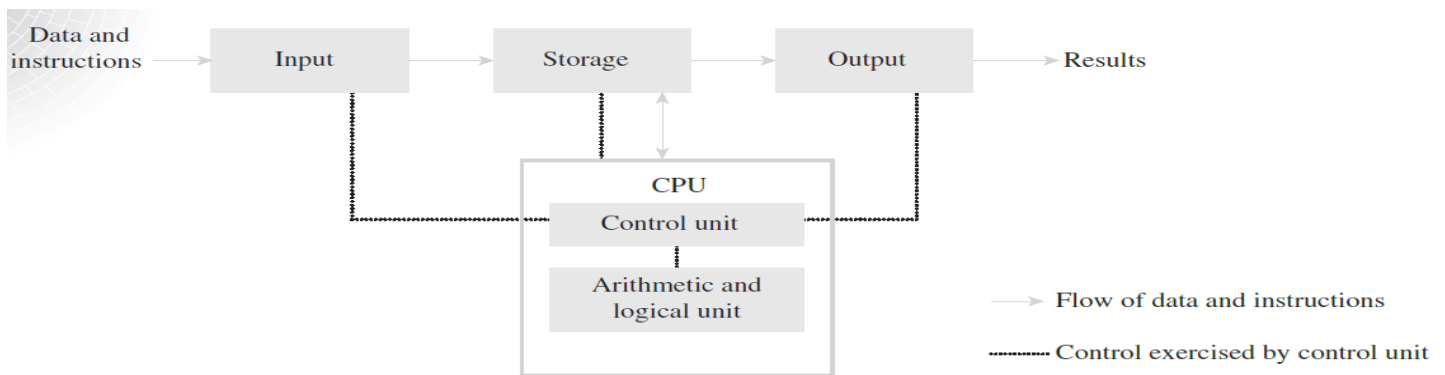 Data and
instructions
Input
Storage
Output
Results
CPU
Control unit
Arithmetic and
logical unit
Flow of data and instructions
Control exercised by control unit